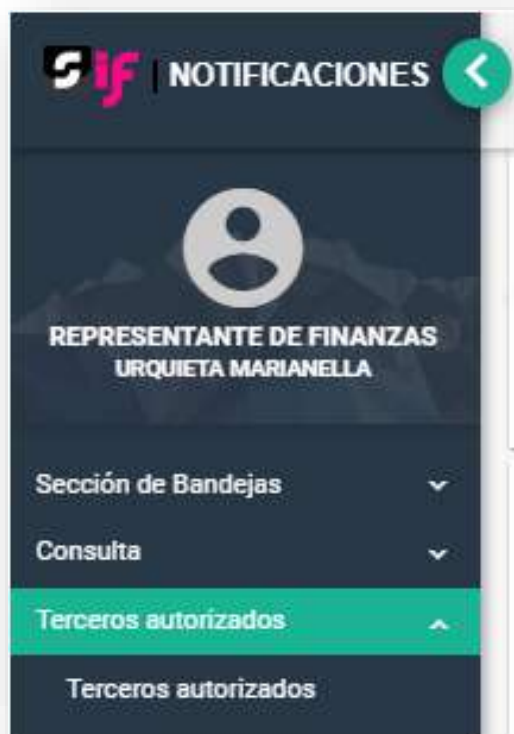 Sif | NOTIFICACIONES
REPRESENTANTE DE FINANZAS
URQUIETA MARIANELLA
Sección de Bandejas
Consulta
Terceros autorizados
Terceros autorizados